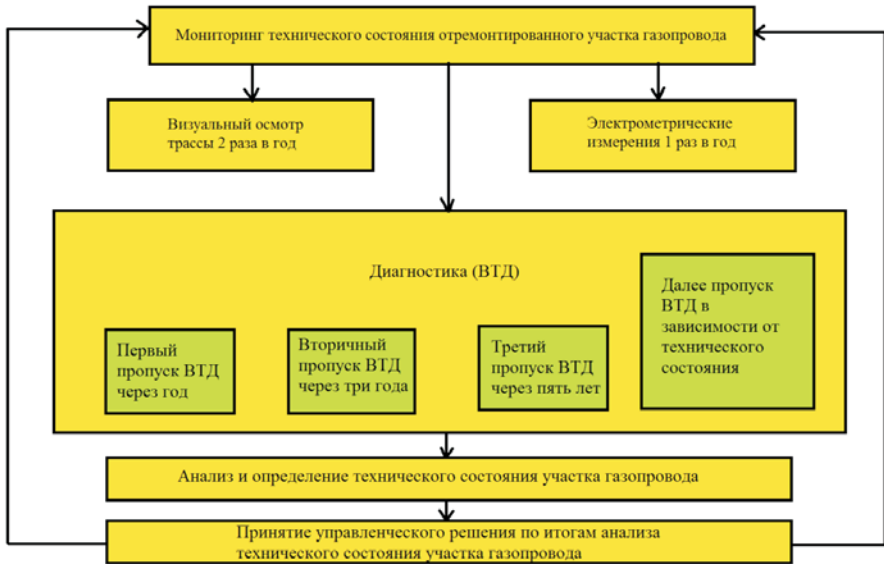 Мониторинг технического состояния отремонтированного участка газопровода
Визуальный осмотр
трассы 2 раза в год
Электрометрические
измерения 1 раз в год
Диагностика (ВТД)
Первый
пропуск ВТД
через год
Вторичный
пропуск ВТД
через три года
Третий
пропуск ВТД
через пять лет
Далее пропуск
ВТД в
зависимости от
технического
состояния
Анализ и определение технического состояния участка газопровода
Принятие управленческого решения по итогам анализа
технического состояния участка газопровода